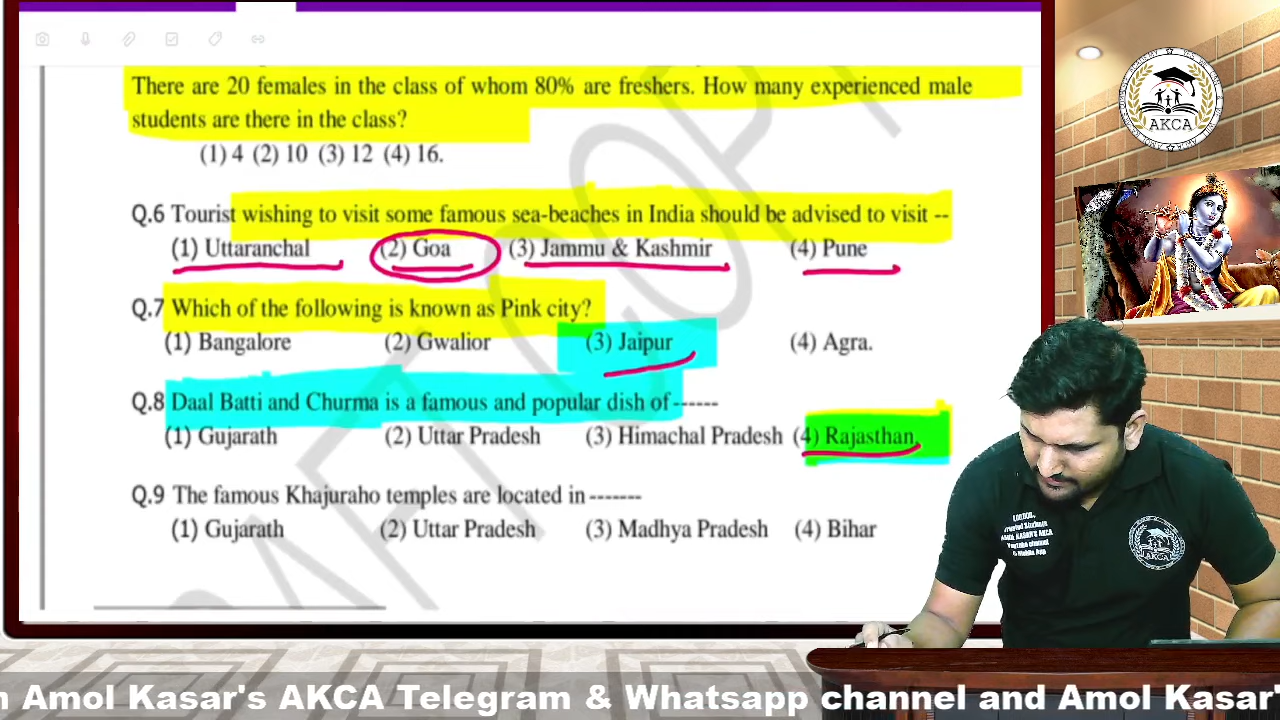 There are 20 females in the class of whom 80% are freshers. How many experienced male
students are there in the class?
(1) 4 (2) 10 (3) 12 (4) 16.
Q.6 Tourist wishing to visit some famous sea-beaches in India should be advised to visit --
(1) Uttaranchal (2) Goa (3) Jammu & Kashmir (4) Pune
Q.7 Which of the following is known as Pink city?
(1) Bangalore (2) Gwalior (3) Jaipur (4) Agra.
Q.8 Daal Batti and Churma is a famous and popular dish of ------
(1) Gujarath (2) Uttar Pradesh (3) Himachal Pradesh (4) Rajasthan.
Q.9 The famous Khajuraho temples are located in -------
(1) Gujarath (2) Uttar Pradesh (3) Madhya Pradesh (4) Bihar
AKCA
Amol Kasar's AKCA Telegram & Whatsapp channel and Amol Kasar'